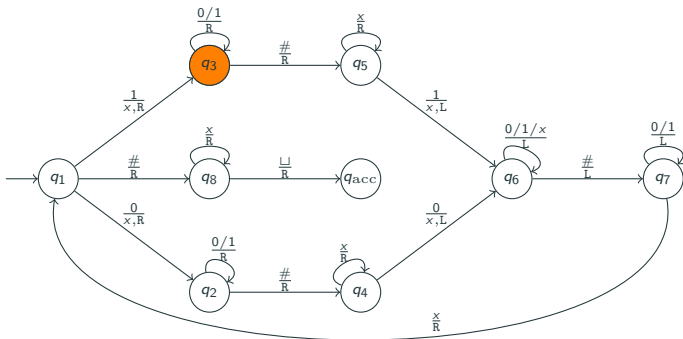 0/1
R
x
R
q3
#
R
q5
1
x,R
1
x,L
x
R
0/1/x
L
0/1
L
q1
#
R
q8
⊔
R
qacc
q6
#
L
q7
0
x,R
0
x,L
0/1
R
x
R
q2
#
R
q4
x
R